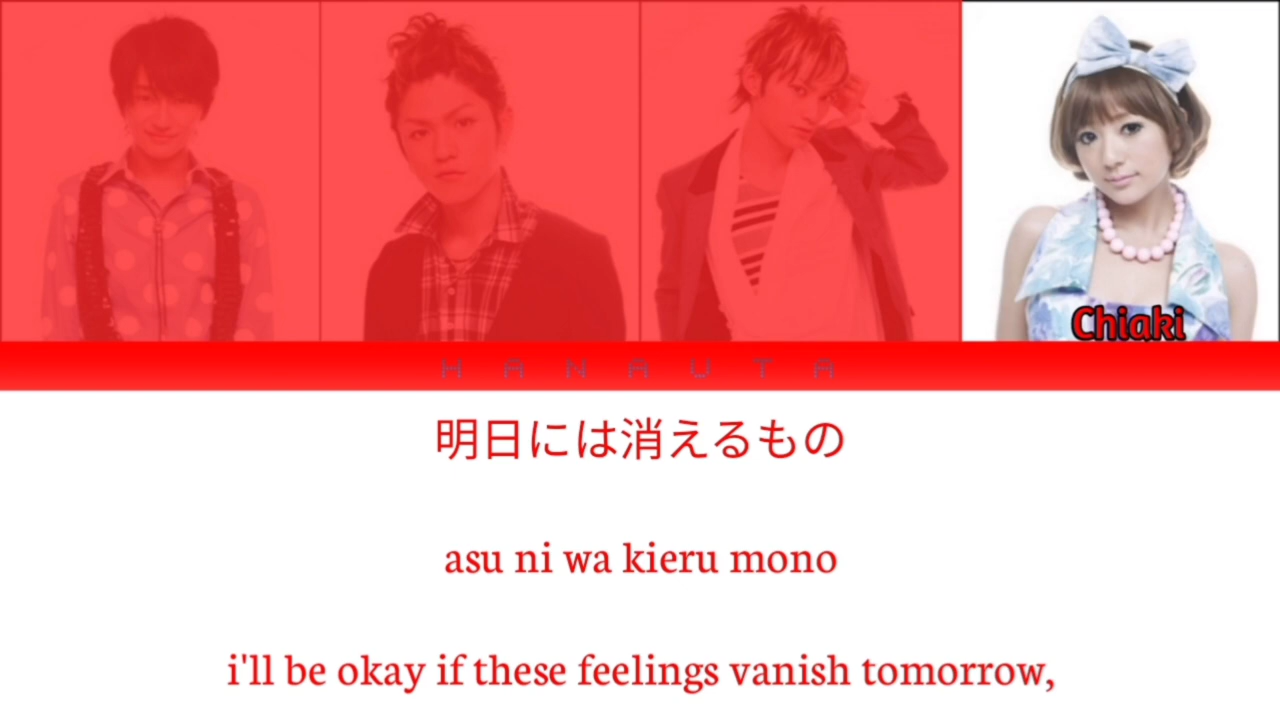 Chiaki
HANAUTA
明日には消えるもの
asu ni wa kieru mono
i'll be okay if these feelings vanish tomorrow,